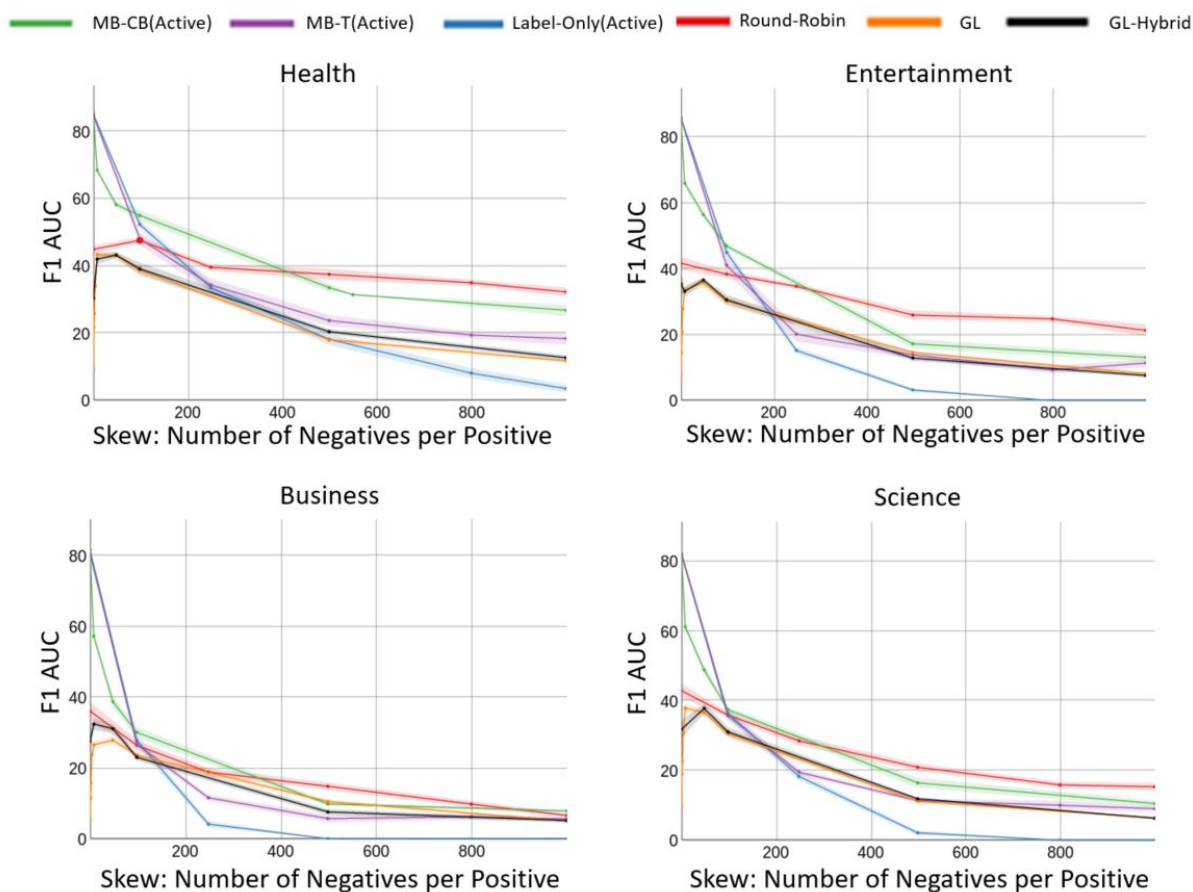 MB-CB(Active) MB-T(Active) Label-Only(Active) Round-Robin GL GL-Hybrid
Health
F1 AUC
80
60
40
20
0
200 400 600 800
Skew: Number of Negatives per Positive
Entertainment
F1 AUC
80
60
40
20
0
200 400 600 800
Skew: Number of Negatives per Positive
Business
F1 AUC
80
60
40
20
0
200 400 600 800
Skew: Number of Negatives per Positive
Science
F1 AUC
80
60
40
20
0
200 400 600 800
Skew: Number of Negatives per Positive